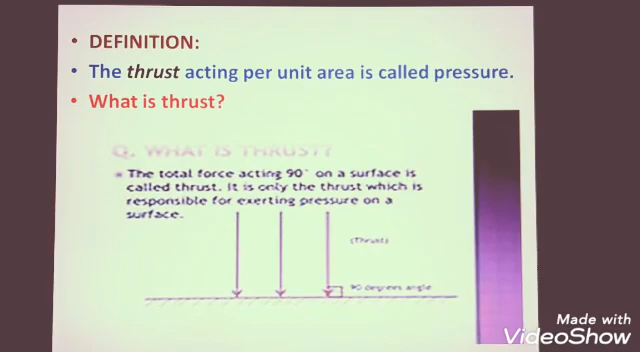 • DEFINITION:
• The thrust acting per unit area is called pressure.
• What is thrust?
Q. WHAT IS THRUST?
The total force acting 90° on a surface is
called thrust. It is only the thrust which is
responsible for exerting pressure on a
surface.
(Thrust)
90 degrees angle
Made with
VideoShow